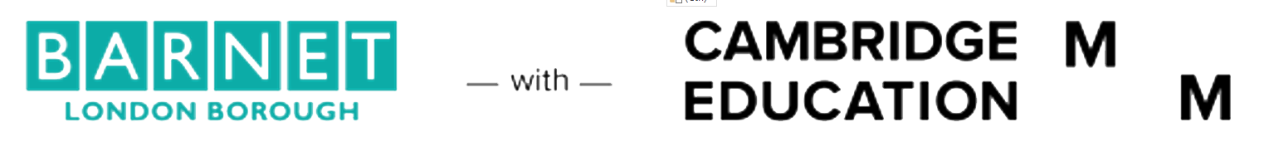 BARNET
LONDON BOROUGH
— with —
CAMBRIDGE
EDUCATION
M
M